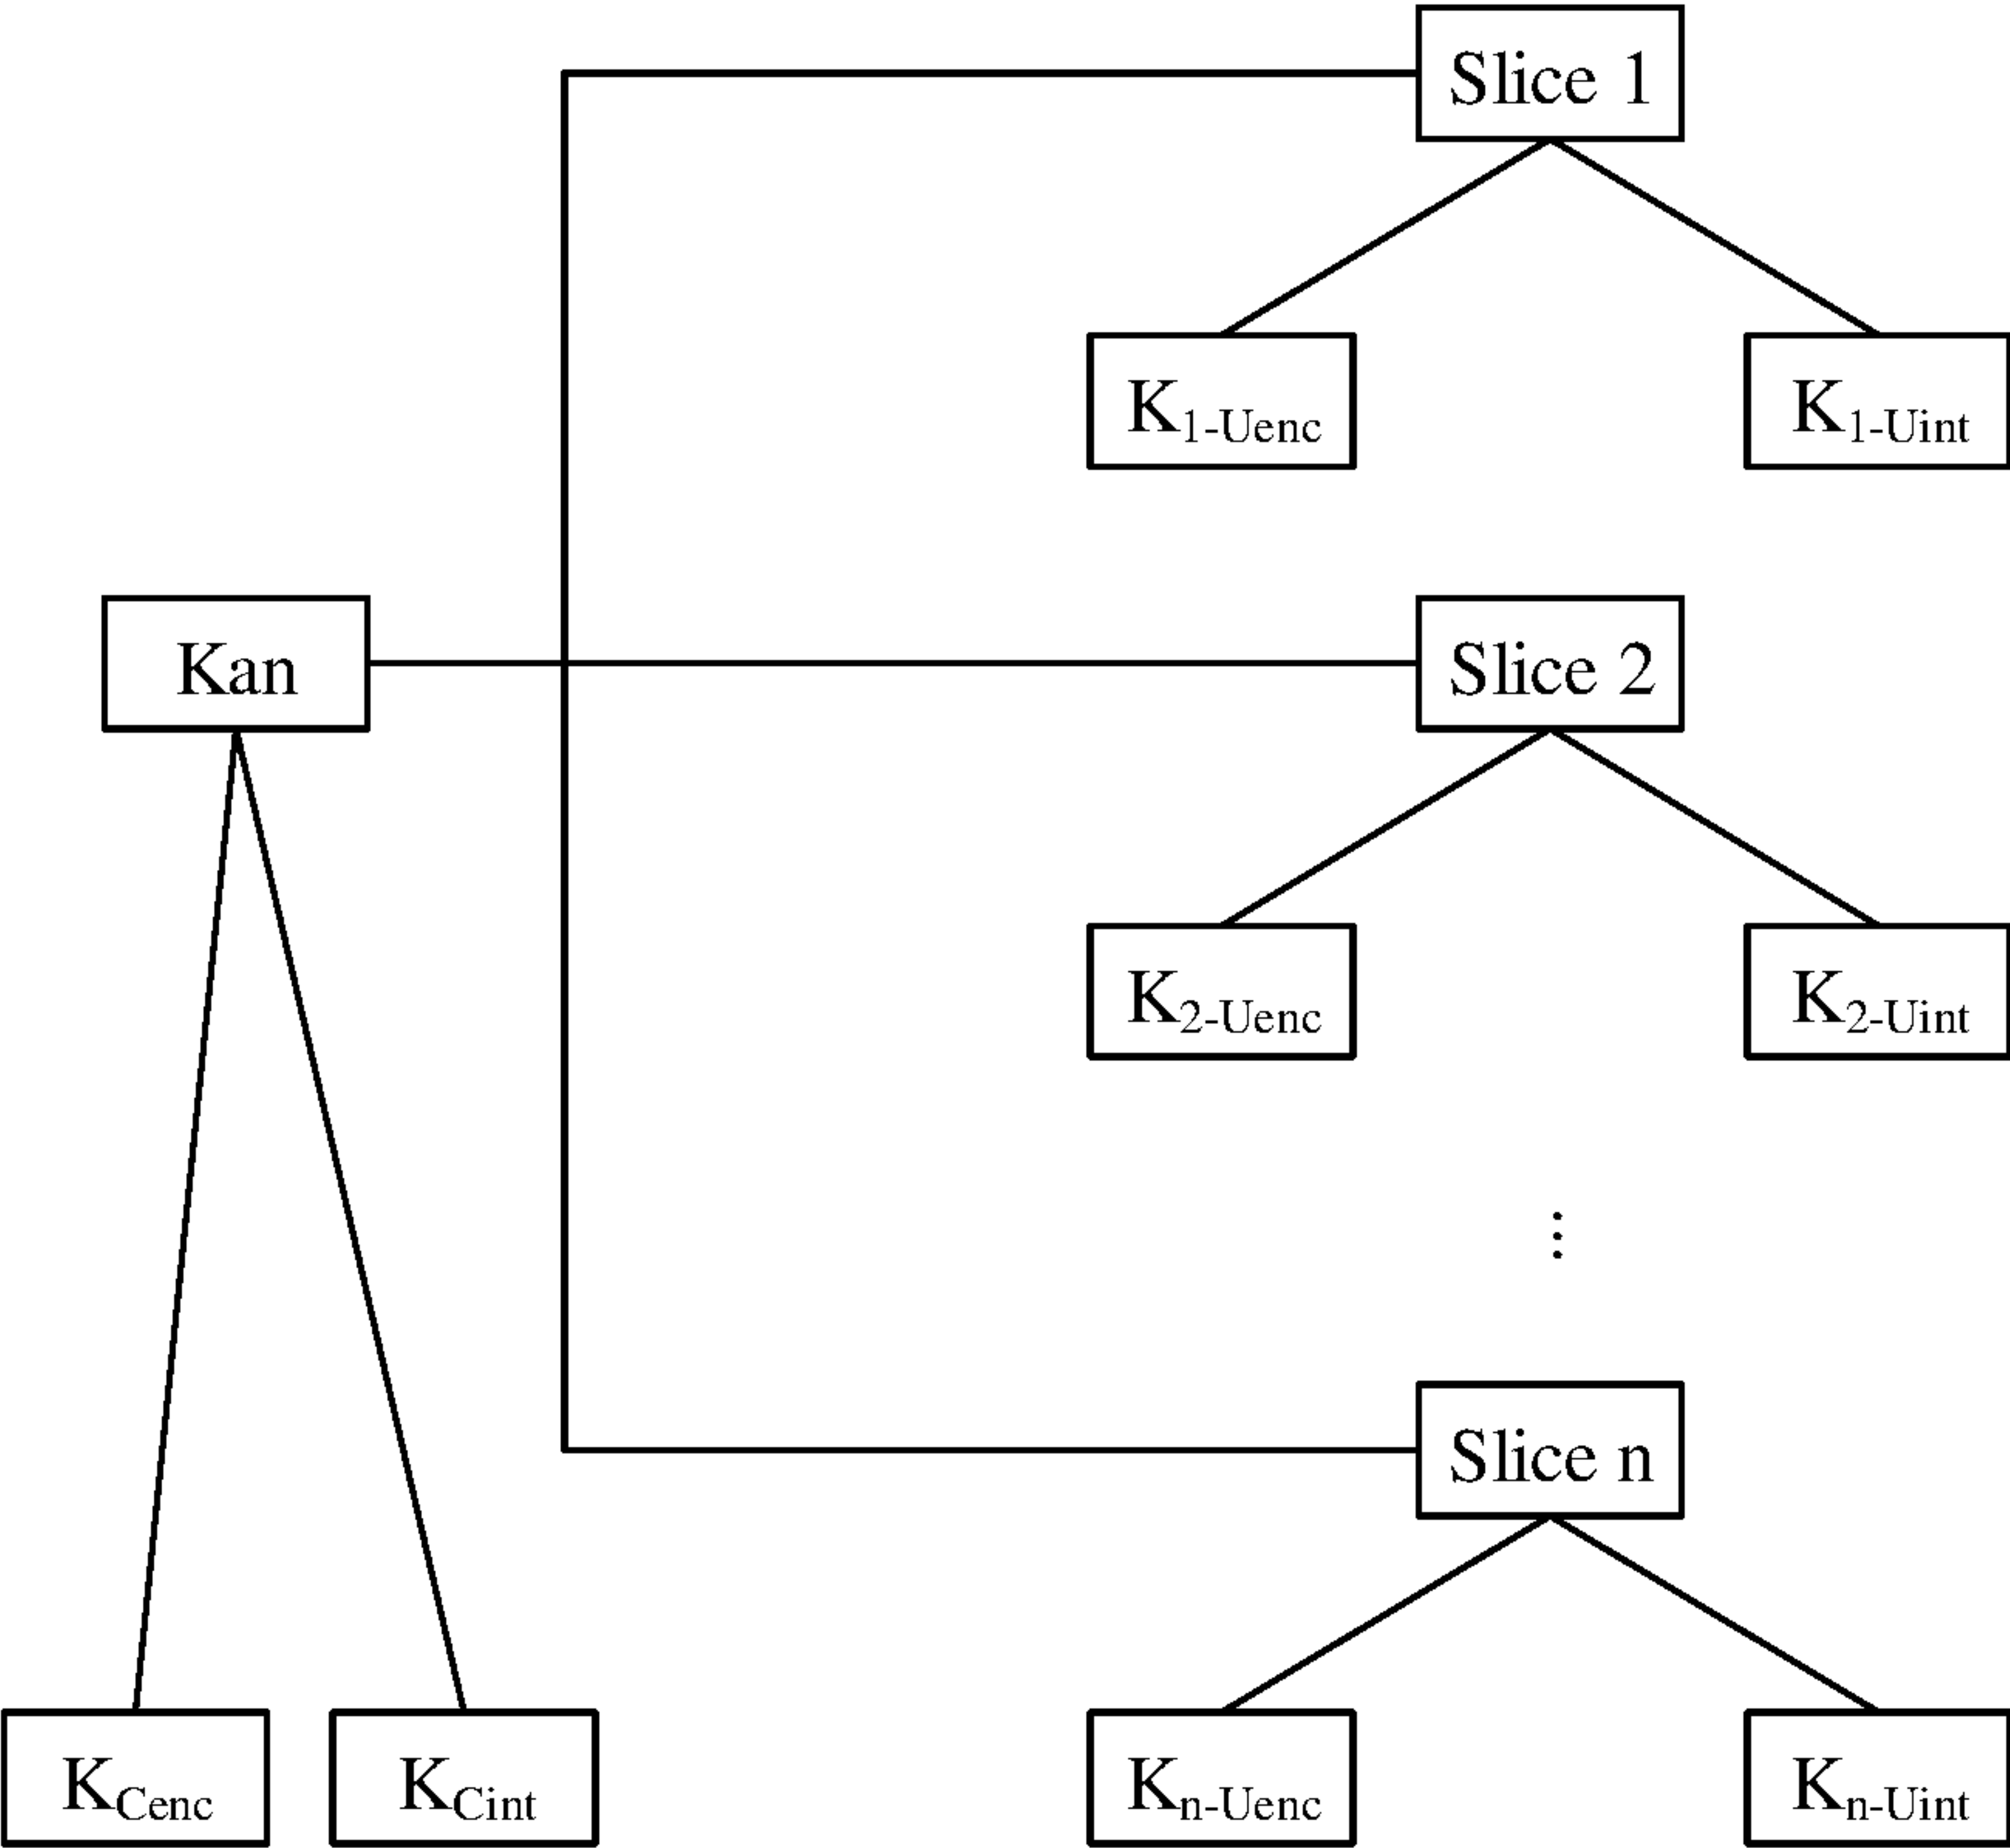 Slice 1
K1-Uenc
K1-Uint
Kan
Slice 2
K2-Uenc
K2-Uint
⋮
Slice n
KCenc
KCint
Kn-Uenc
Kn-Uint